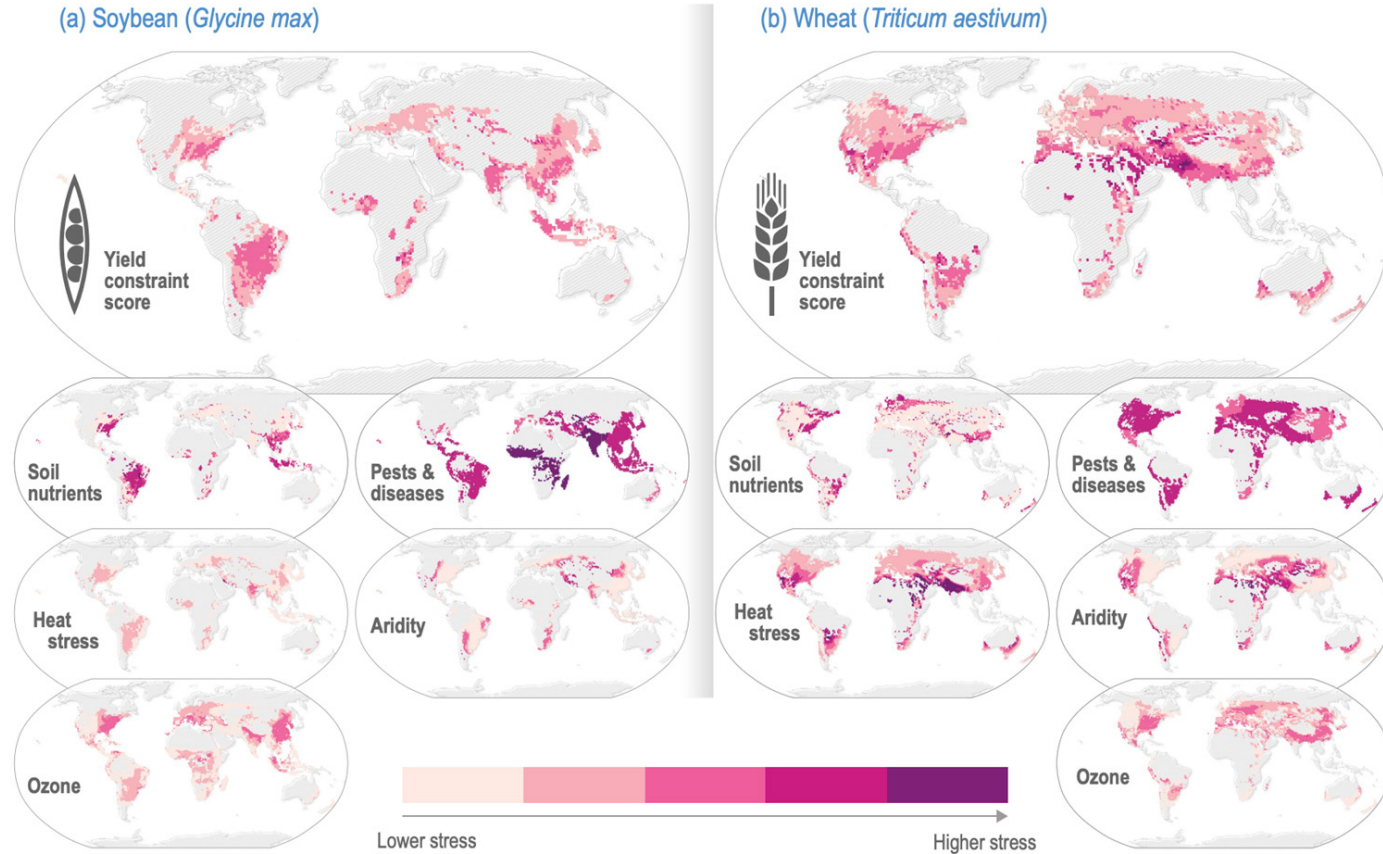 (a) Soybean (Glycine max)
Yield
constraint
score
Soil
nutrients
Pests &
diseases
Heat
stress
Aridity
Ozone
(b) Wheat (Triticum aestivum)
Yield
constraint
score
Soil
nutrients
Pests &
diseases
Heat
stress
Aridity
Ozone
Lower stress
Higher stress